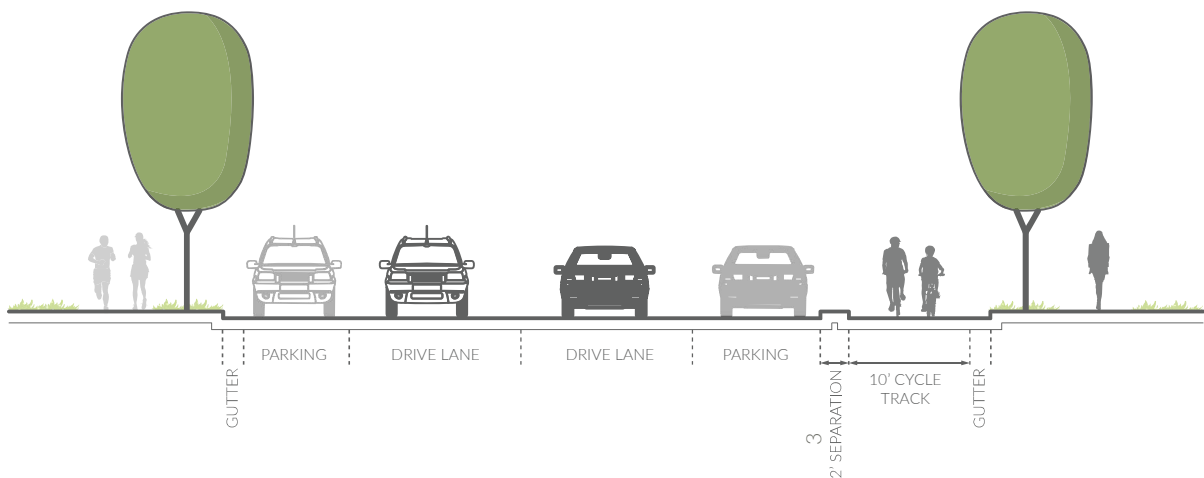 PARKING
DRIVE LANE
DRIVE LANE
PARKING
GUTTER
3
2' SEPARATION
10' CYCLE
TRACK
GUTTER